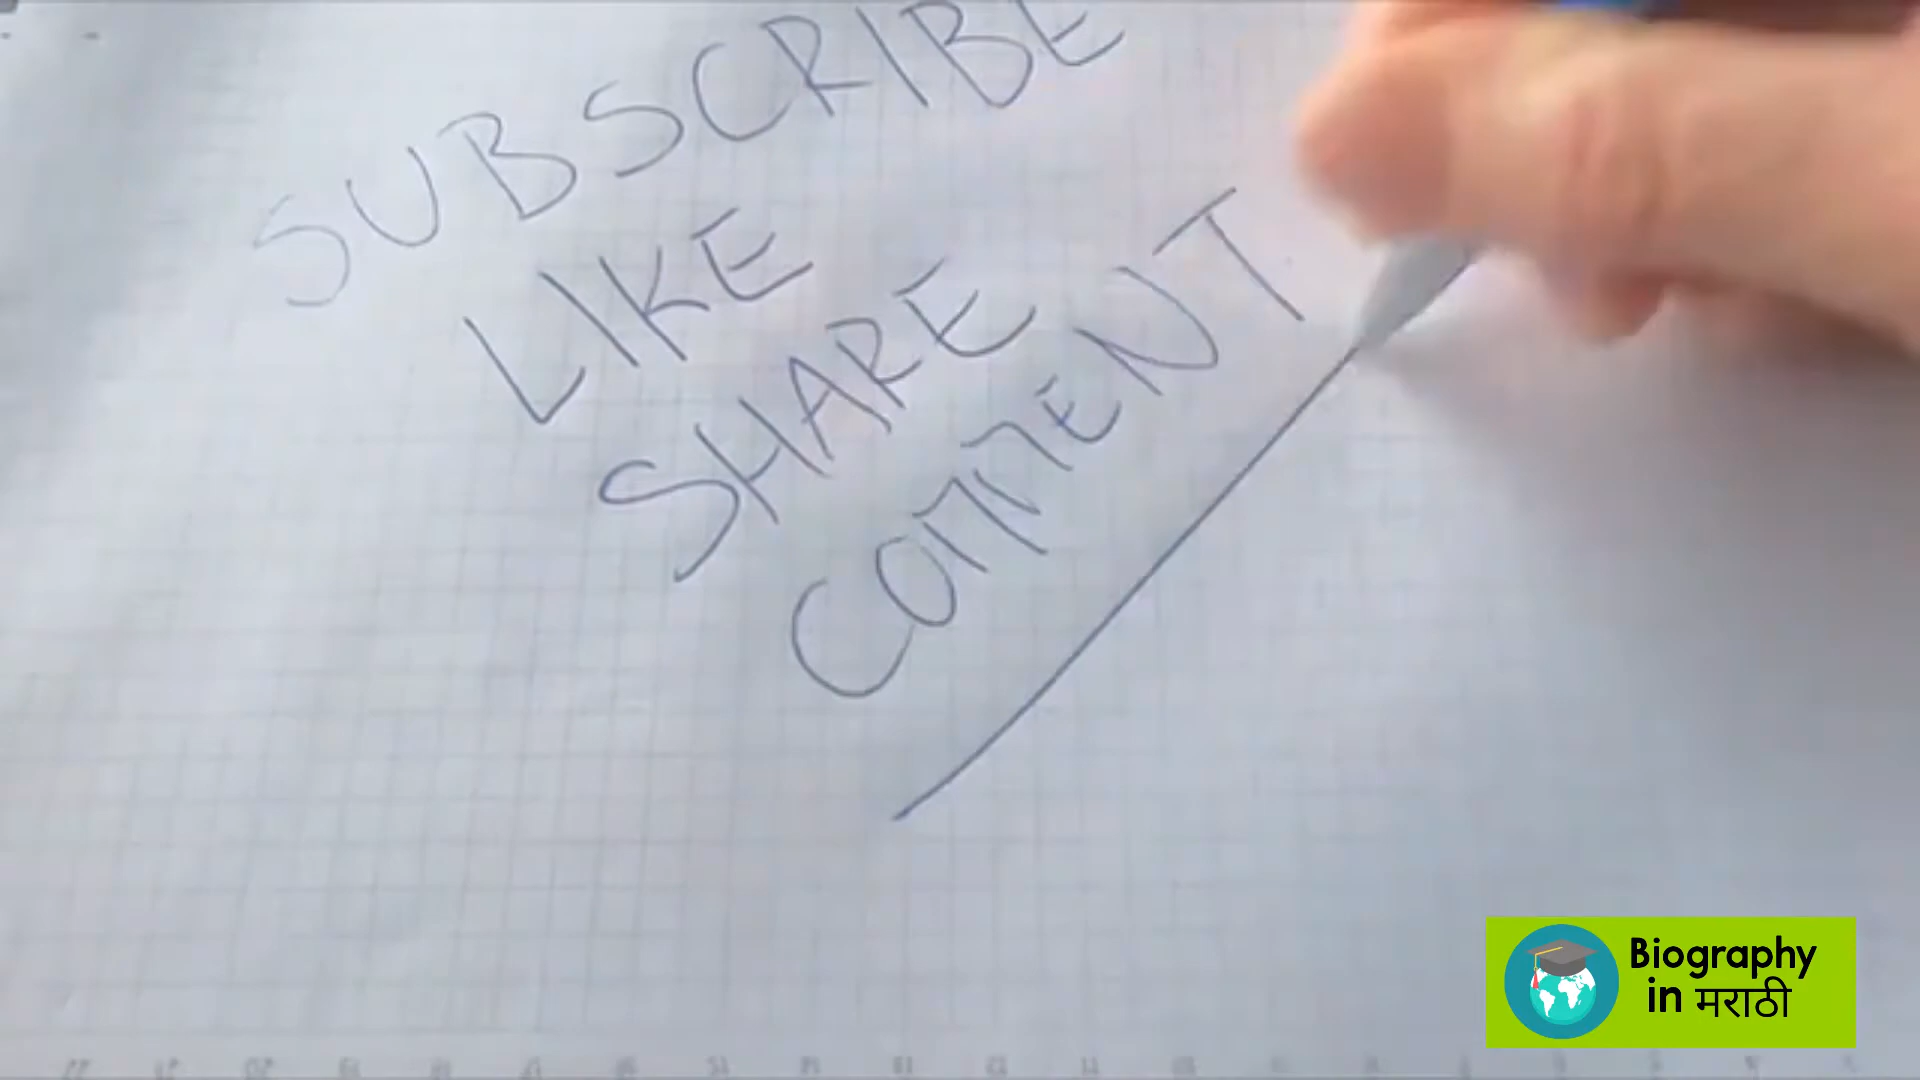 SUBSCRIBE
LIKE
SHARE
COMMENT
Biography
in मराठी